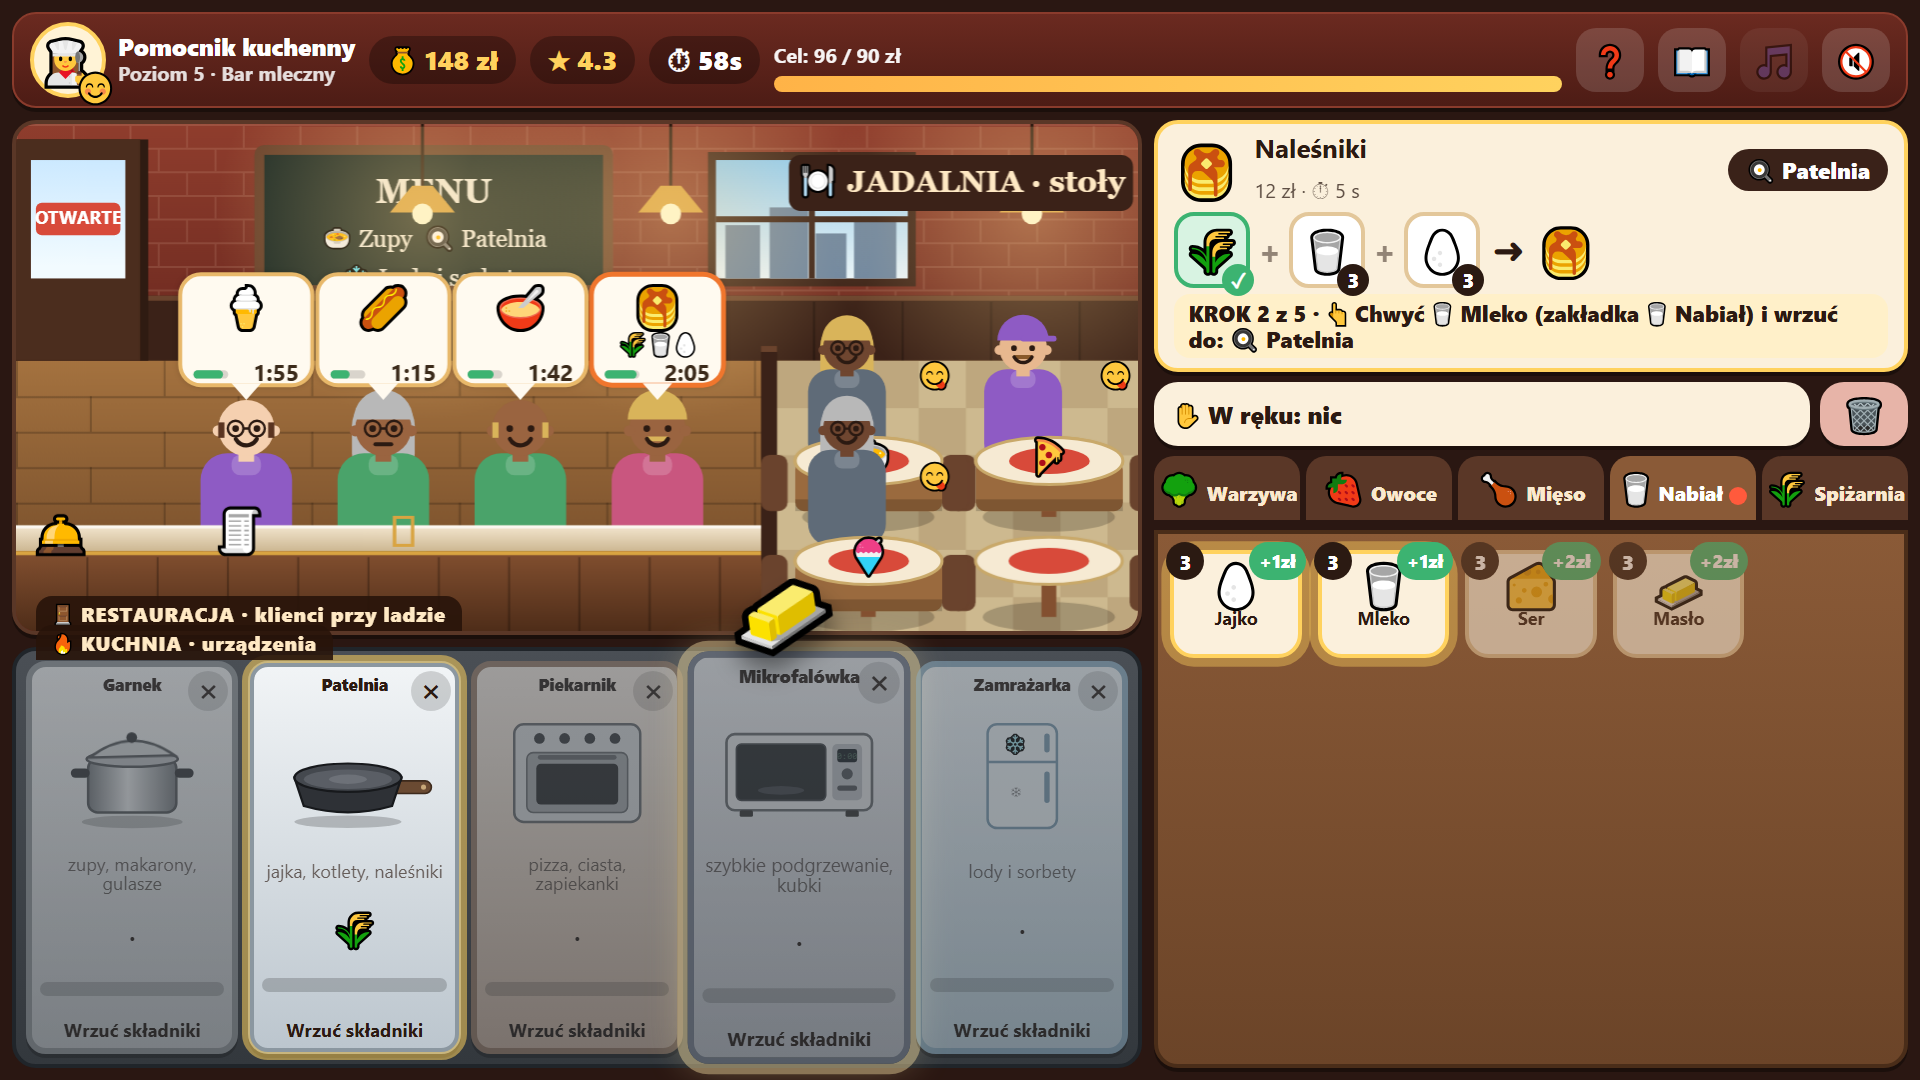 Pomocnik kuchenny
Poziom 5 · Bar mleczny
148 zł
★ 4.3
58s
Cel: 96 / 90 zł
OTWARTE
MENU
Zupy Patelnia
JADALNIA · stoły
1:55
1:15
1:42
2:05
RESTAURACJA · klienci przy ladzie
KUCHNIA · urządzenia
Garnek
zupy, makarony,
gulasze
Wrzuć składniki
Patelnia
jajka, kotlety, naleśniki
Wrzuć składniki
Piekarnik
pizza, ciasta,
zapiekanki
Wrzuć składniki
Mikrofalówka
szybkie podgrzewanie,
kubki
Wrzuć składniki
Zamrażarka
lody i sorbety
Wrzuć składniki
Naleśniki
12 zł · 5 s
Patelnia
+ 3 + 3 →
KROK 2 z 5 · Chwyć Mleko (zakładka Nabiał) i wrzuć
do: Patelnia
W ręku: nic
Warzywa
Owoce
Mięso
Nabiał
Spiżarnia
3 +1zł
Jajko
3 +1zł
Mleko
3 +2zł
Ser
3 +2zł
Masło